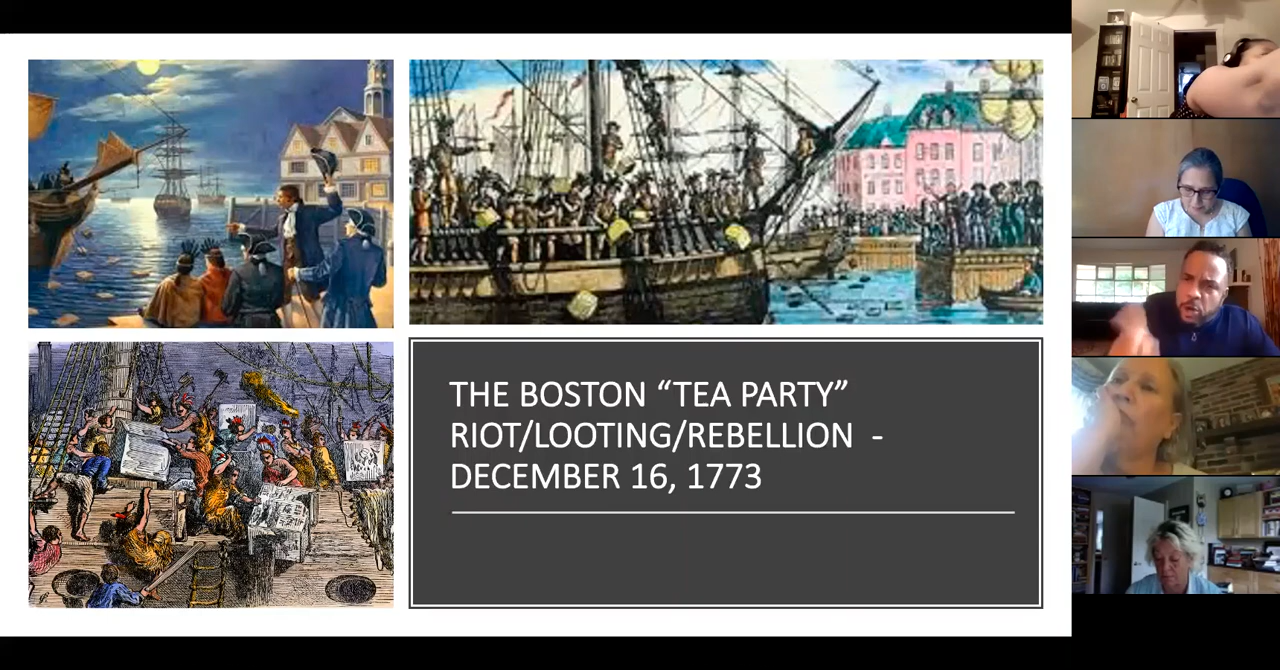 THE BOSTON “TEA PARTY”
RIOT/LOOTING/REBELLION -
DECEMBER 16, 1773